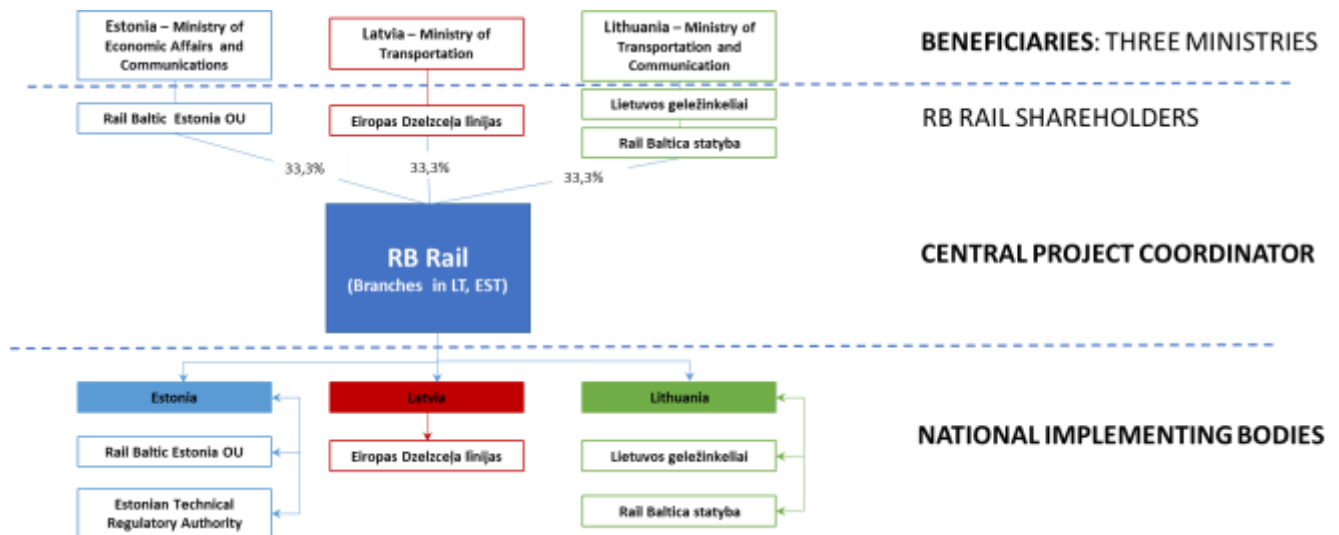 Estonia – Ministry of
Economic Affairs and
Communications
Latvia – Ministry of
Transportation
Lithuania – Ministry of
Transportation and
Communication
BENEFICIARIES: THREE MINISTRIES
Rail Baltic Estonia OU
Eiropas Dzelzceļa līnijas
Lietuvos geležinkeliai
Rail Baltica statyba
RB RAIL SHAREHOLDERS
33,3%
33,3%
33,3%
RB Rail
(Branches in LT, EST)
CENTRAL PROJECT COORDINATOR
Estonia
Latvia
Lithuania
Rail Baltic Estonia OU
Eiropas Dzelzceļa līnijas
Lietuvos geležinkeliai
NATIONAL IMPLEMENTING BODIES
Estonian Technical
Regulatory Authority
Rail Baltica statyba